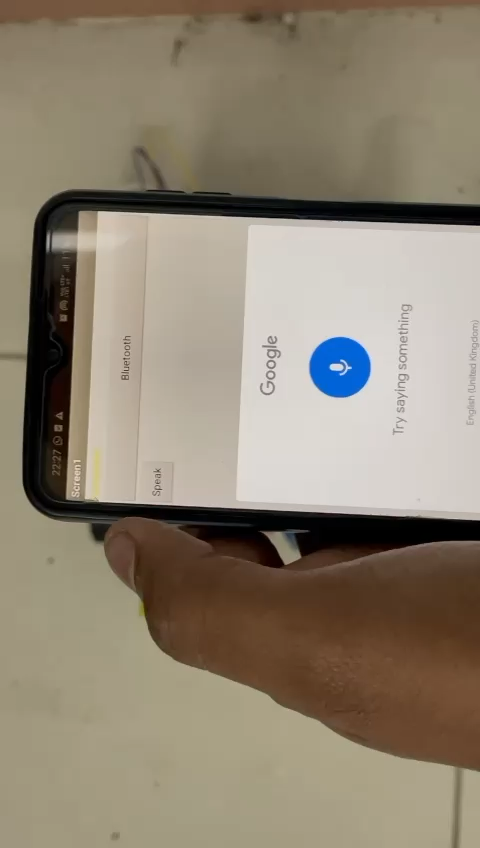 22:27
Screen1
Bluetooth
Speak
Google
Try saying something
English (United Kingdom)